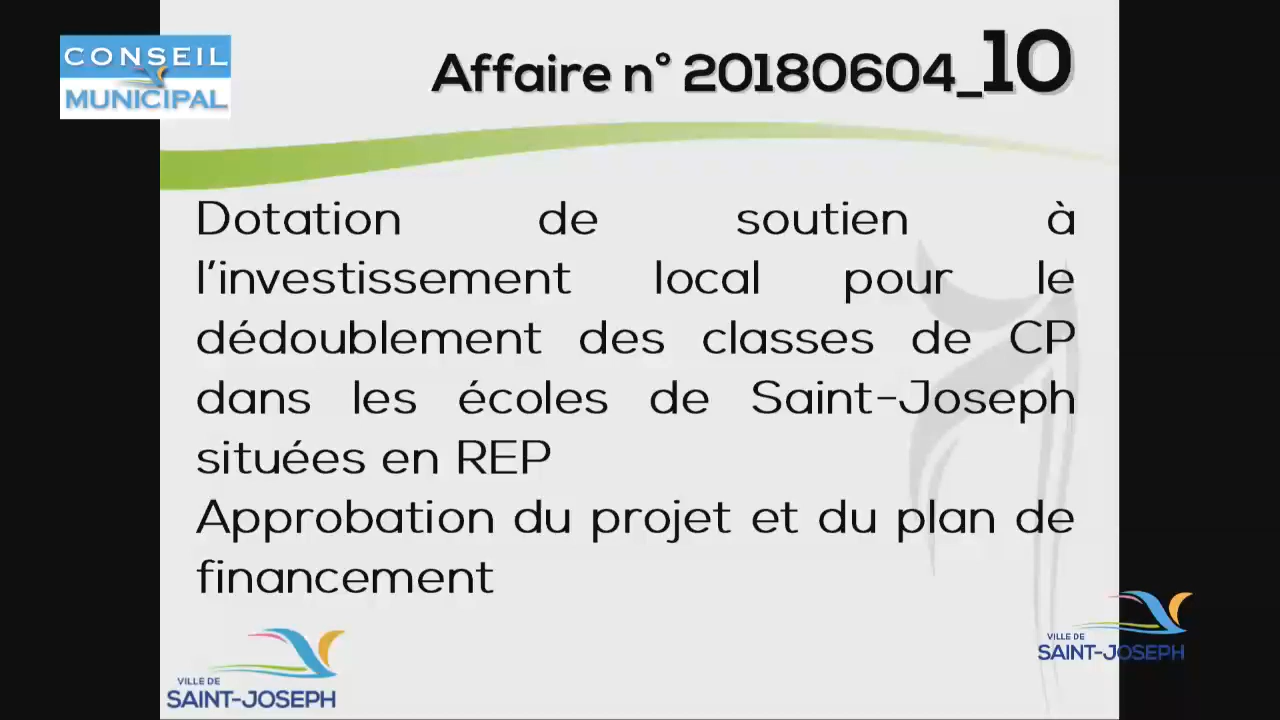 CONSEIL
MUNICIPAL
Affaire n° 20180604_10
Dotation de soutien à
l'investissement local pour le
dédoublement des classes de CP
dans les écoles de Saint-Joseph
situées en REP
Approbation du projet et du plan de
financement
VILLE DE
SAINT-JOSEPH
VILLE DE
SAINT-JOSEPH